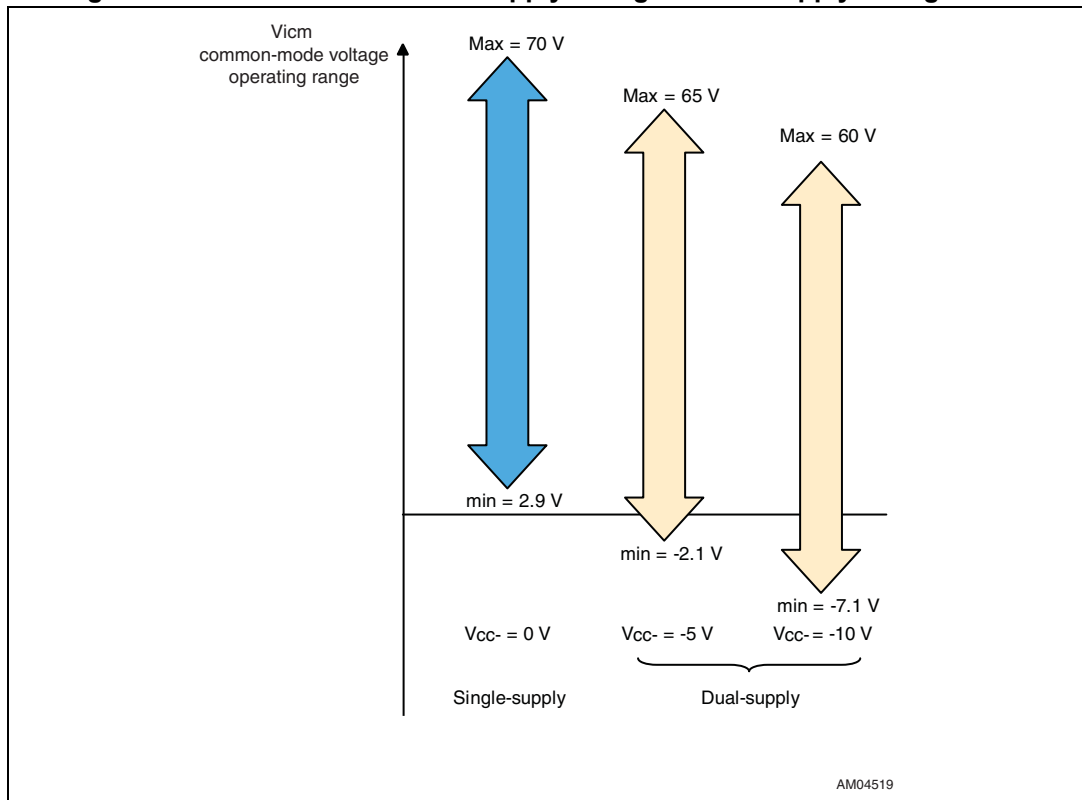 Vicm
common-mode voltage
operating range
Max = 70 V
Max = 65 V
Max = 60 V
min = 2.9 V
min = -2.1 V
min = -7.1 V
Vcc- = 0 V
Vcc- = -5 V
Vcc- = -10 V
Single-supply
Dual-supply
AM04519